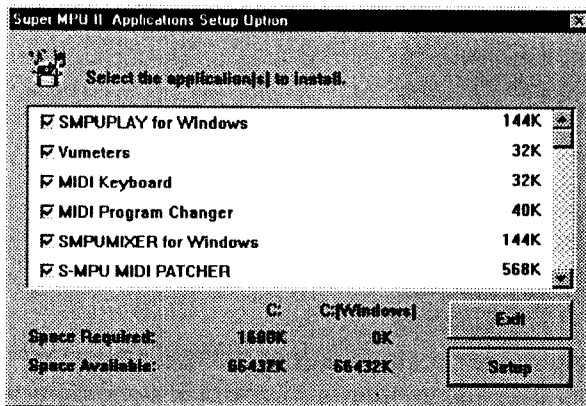 Super MPU II Applications Setup Option
Select the application[s] to install.
SMPUPLAY for Windows 144K
Vumeters 32K
MIDI Keyboard 32K
MIDI Program Changer 40K
SMPUMIXER for Windows 144K
S-MPU MIDI PATCHER 568K
C: C:[Windows] Exit
Space Required: 1688K 0K
Space Available: 66432K 66432K Setup